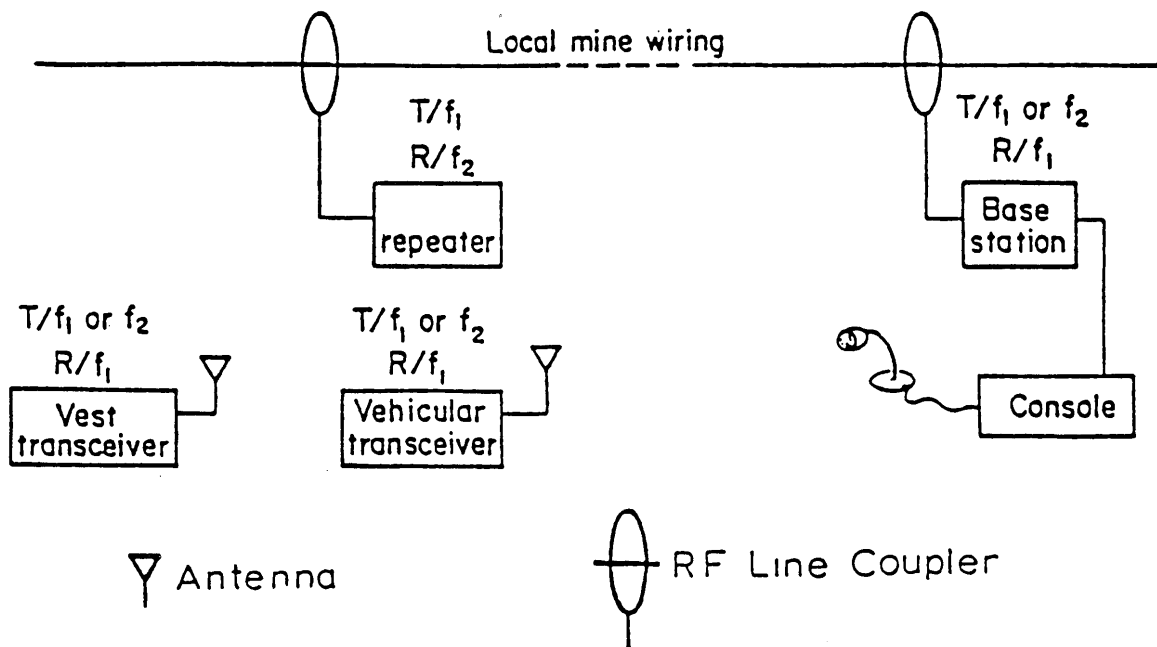 Local mine wiring
T/f₁
R/f₂
repeater
T/f₁ or f₂
R/f₁
Base
station
T/f₁ or f₂
R/f₁
Vest
transceiver
T/f₁ or f₂
R/f₁
Vehicular
transceiver
Console
Antenna
RF Line Coupler